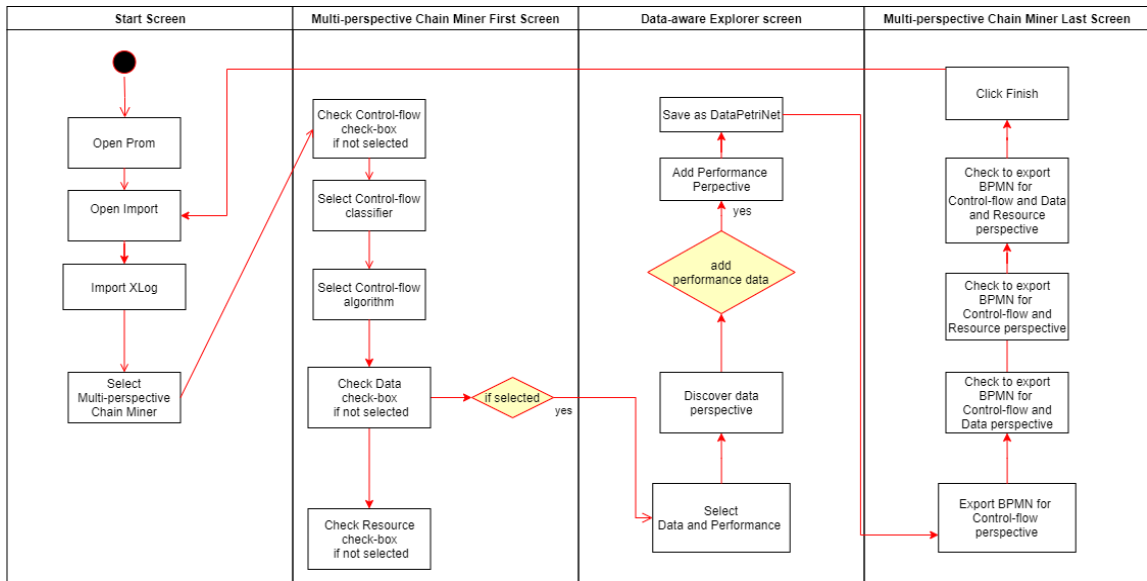 Start Screen
Multi-perspective Chain Miner First Screen
Data-aware Explorer screen
Multi-perspective Chain Miner Last Screen
Open Prom
Open Import
Import XLog
Select
Multi-perspective
Chain Miner
Check Control-flow
check-box
if not selected
Select Control-flow
classifier
Select Control-flow
algorithm
Check Data
check-box
if not selected
if selected
yes
Check Resource
check-box
if not selected
Save as DataPetriNet
Add Performance
Perpective
yes
add
performance data
Discover data
perspective
Select
Data and Performance
Click Finish
Check to export
BPMN for
Control-flow and Data
and Resource
perspective
Check to export
BPMN for
Control-flow and
Resource perspective
Check to export
BPMN for
Control-flow and
Data perspective
Export BPMN for
Control-flow
perspective